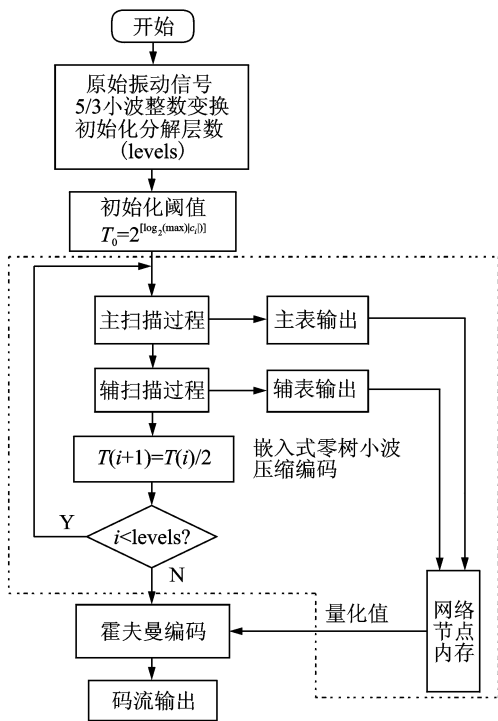 开始
原始振动信号
5/3小波整数变换
初始化分解层数
(levels)
初始化阈值
T₀=2^[log₂(max)|cᵢ|)]
主扫描过程
主表输出
辅扫描过程
辅表输出
T(i+1)=T(i)/2
嵌入式零树小波
压缩编码
Y
i<levels?
N
网络
节点
内存
量化值
霍夫曼编码
码流输出